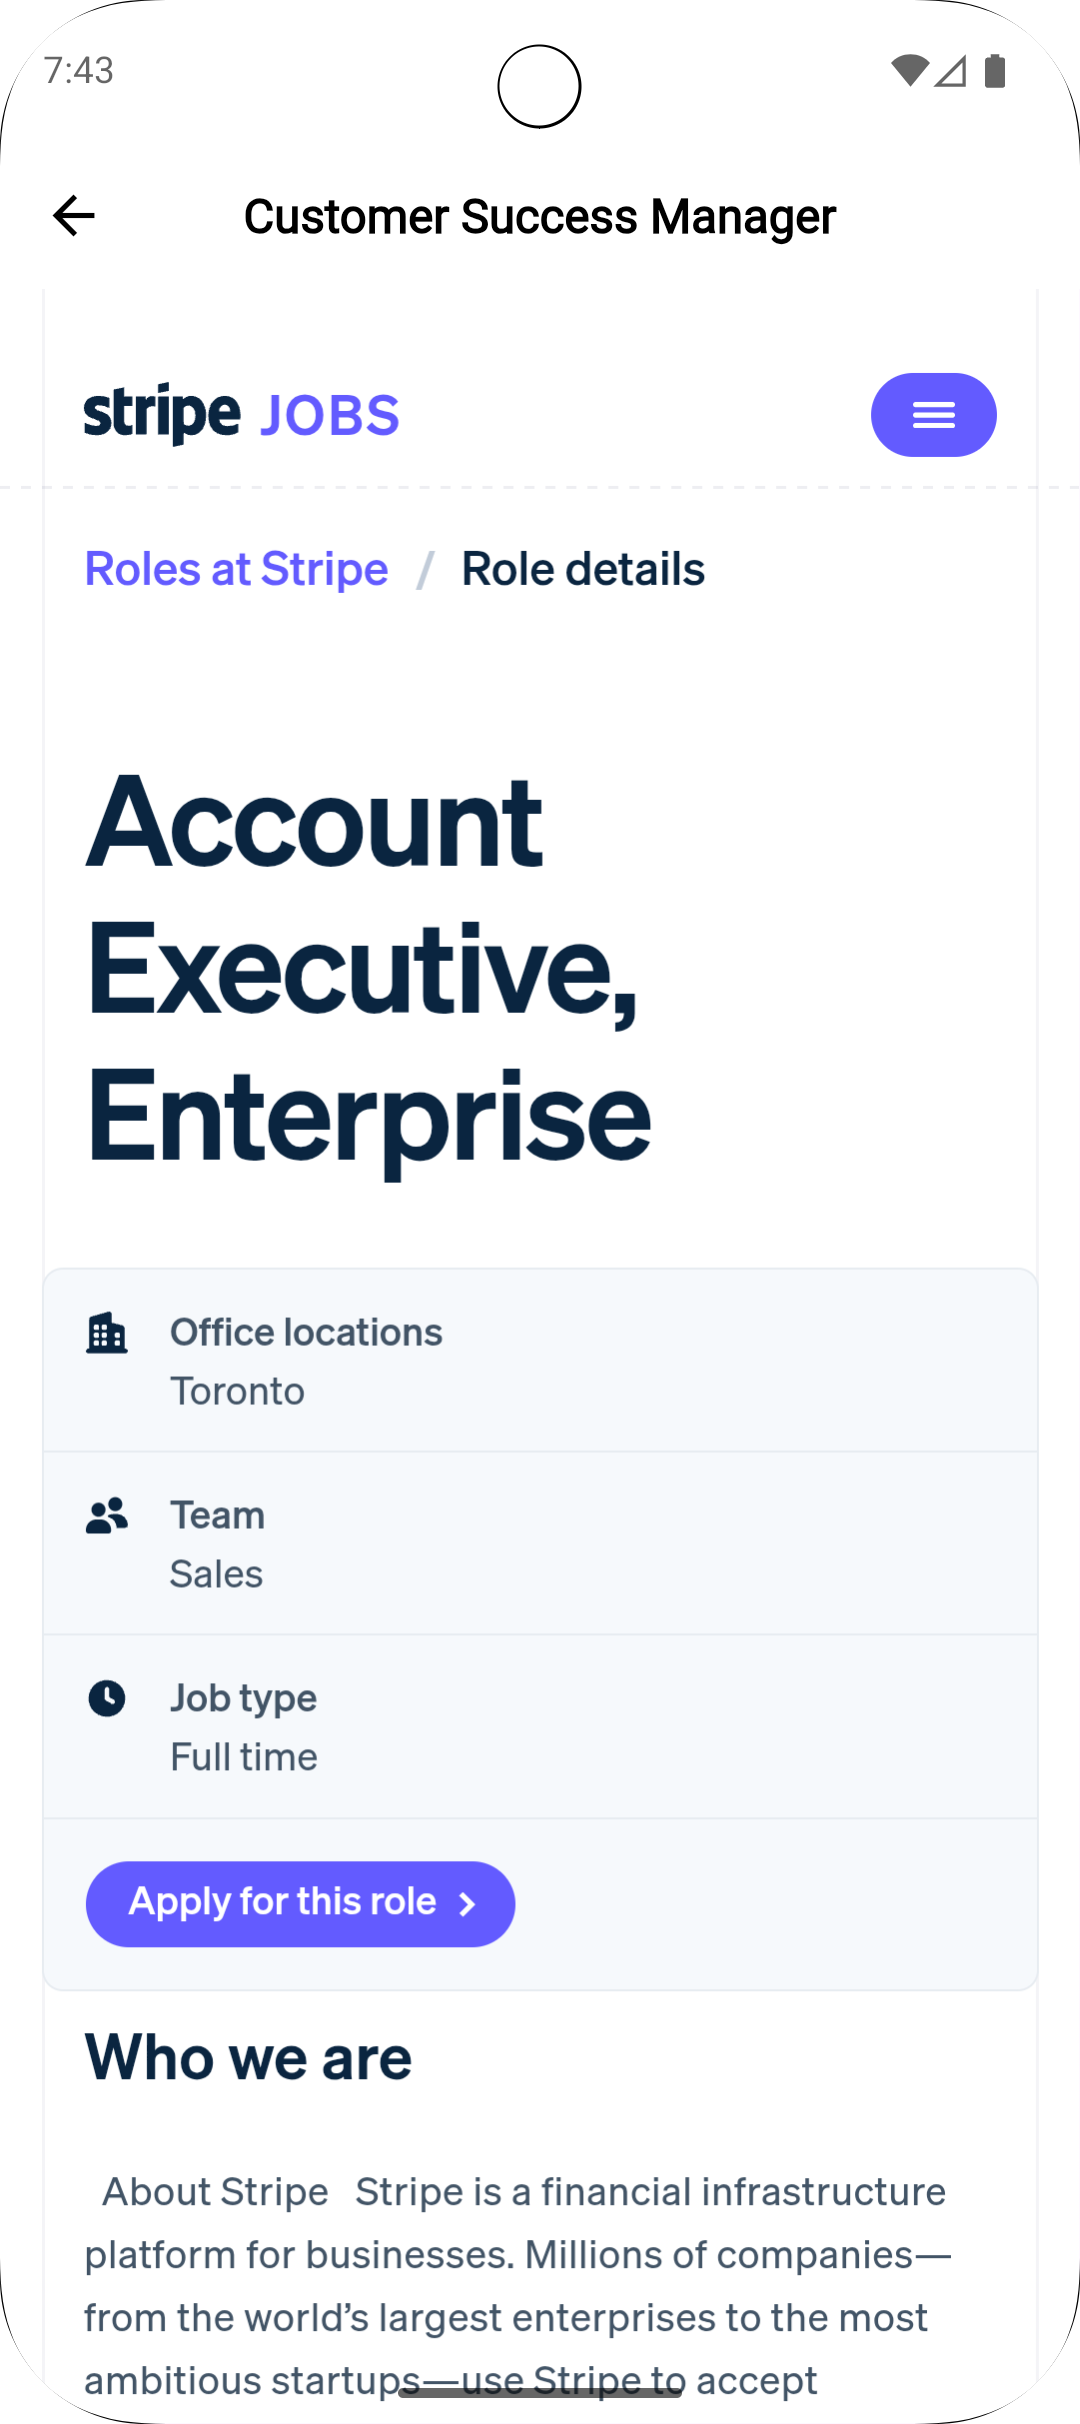 7:43
Customer Success Manager
stripe JOBS
Roles at Stripe / Role details
Account
Executive,
Enterprise
Office locations
Toronto
Team
Sales
Job type
Full time
Apply for this role
Who we are
About Stripe Stripe is a financial infrastructure
platform for businesses. Millions of companies—
from the world’s largest enterprises to the most
ambitious startups—use Stripe to accept